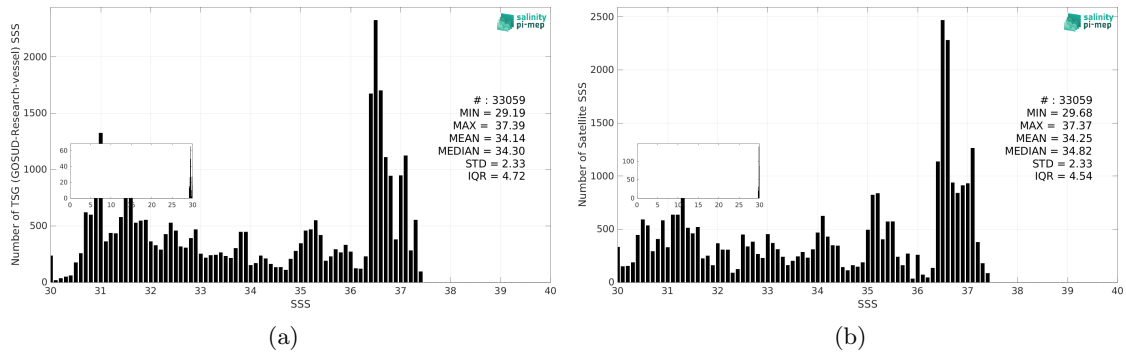 Number of TSG (GOSUD-Research-vessel) SSS
2000
1500
1000
500
0
salinity
pi-mep
# : 33059
MIN = 29.19
MAX = 37.39
MEAN = 34.14
MEDIAN = 34.30
STD = 2.33
IQR = 4.72
60
40
20
0
0 5 10 15 20 25 30
30 31 32 33 34 35 36 37 38 39 40
SSS
(a)
Number of Satellite SSS
2500
2000
1500
1000
500
0
salinity
pi-mep
# : 33059
MIN = 29.68
MAX = 37.37
MEAN = 34.25
MEDIAN = 34.82
STD = 2.33
IQR = 4.54
100
50
0
0 5 10 15 20 25 30
30 31 32 33 34 35 36 37 38 39 40
SSS
(b)